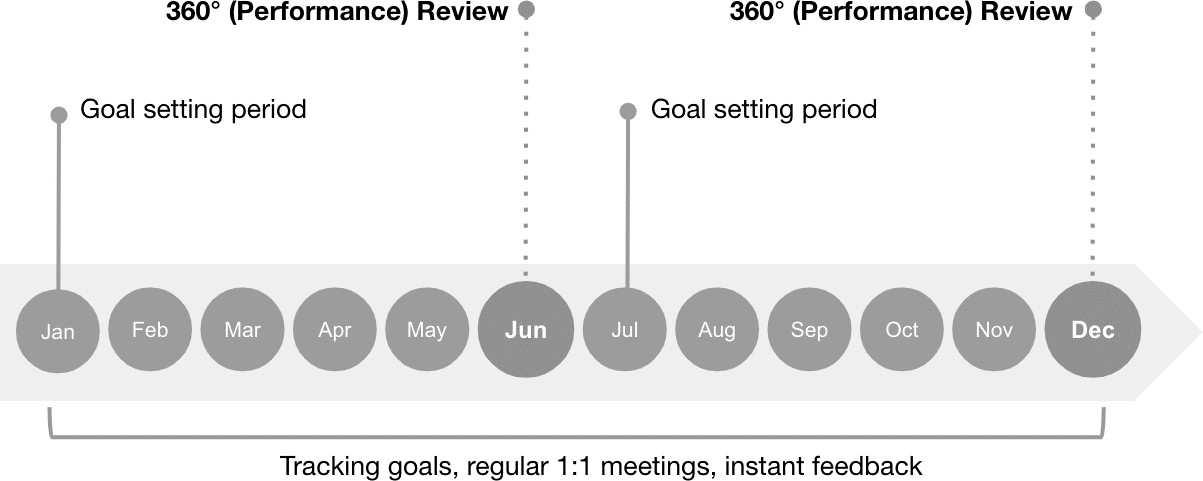 360° (Performance) Review
360° (Performance) Review
Goal setting period
Goal setting period
Jan
Feb
Mar
Apr
May
Jun
Jul
Aug
Sep
Oct
Nov
Dec
Tracking goals, regular 1:1 meetings, instant feedback